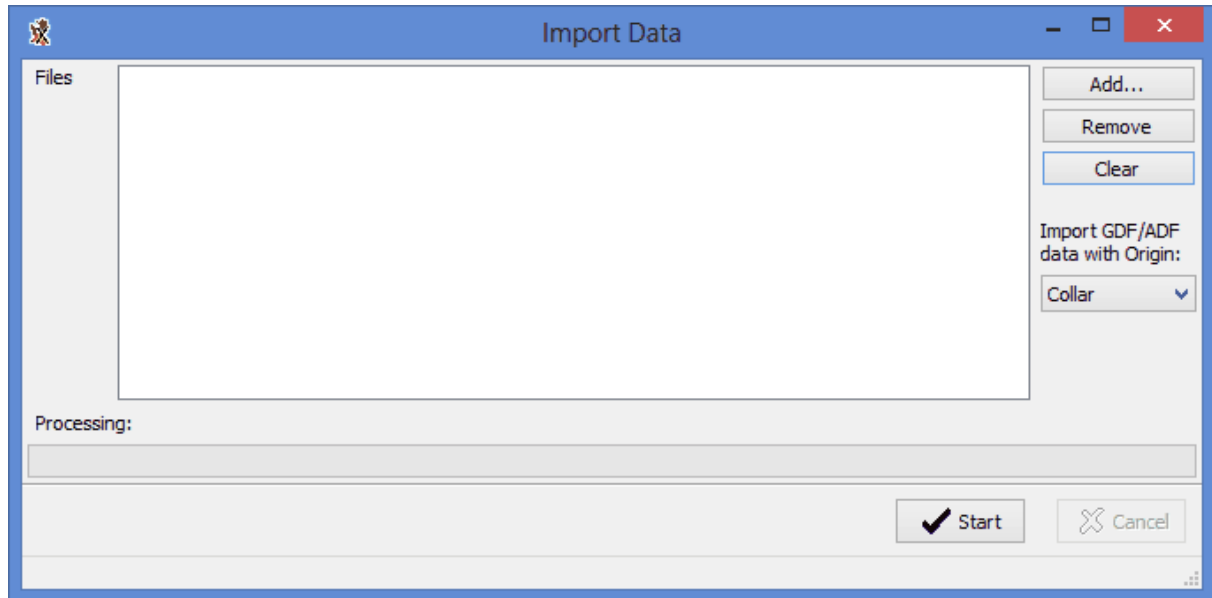 Import Data
Files
Add...
Remove
Clear
Import GDF/ADF
data with Origin:
Collar
Processing:
Start
Cancel